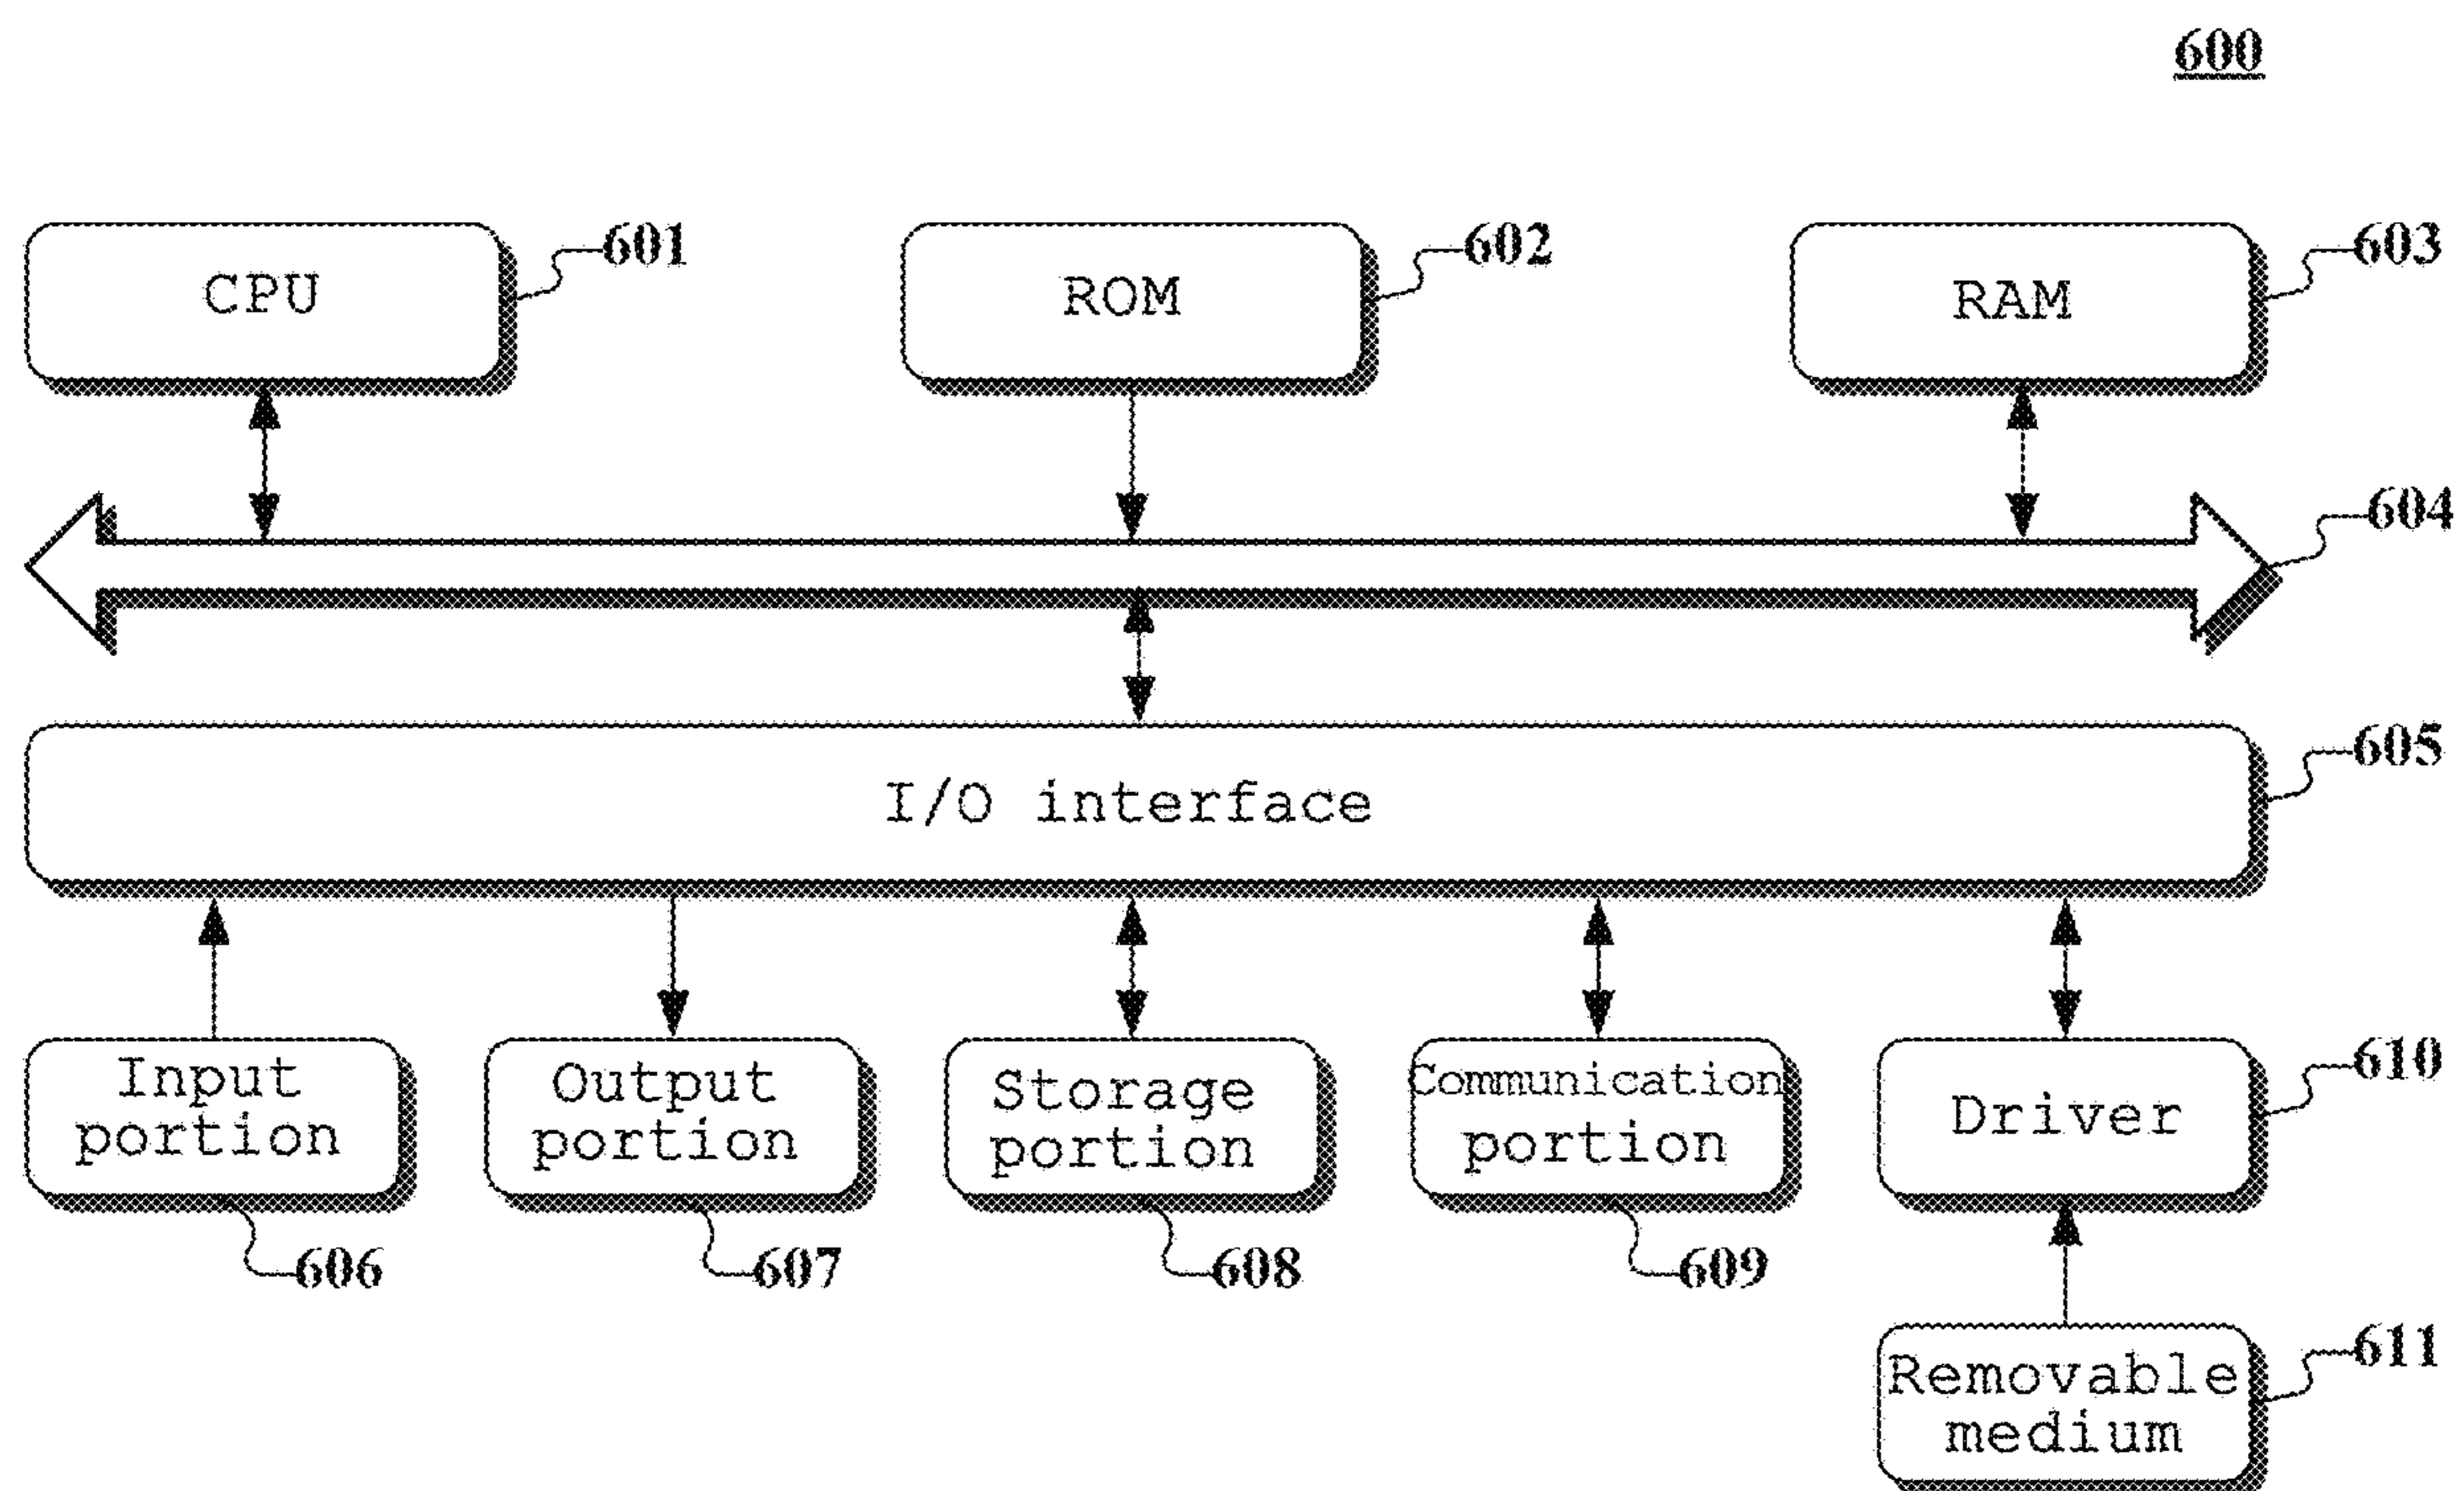 600
CPU
601
ROM
602
RAM
603
604
I/O interface
605
Input
portion
606
Output
portion
607
Storage
portion
608
Communication
portion
609
Driver
610
Removable
medium
611